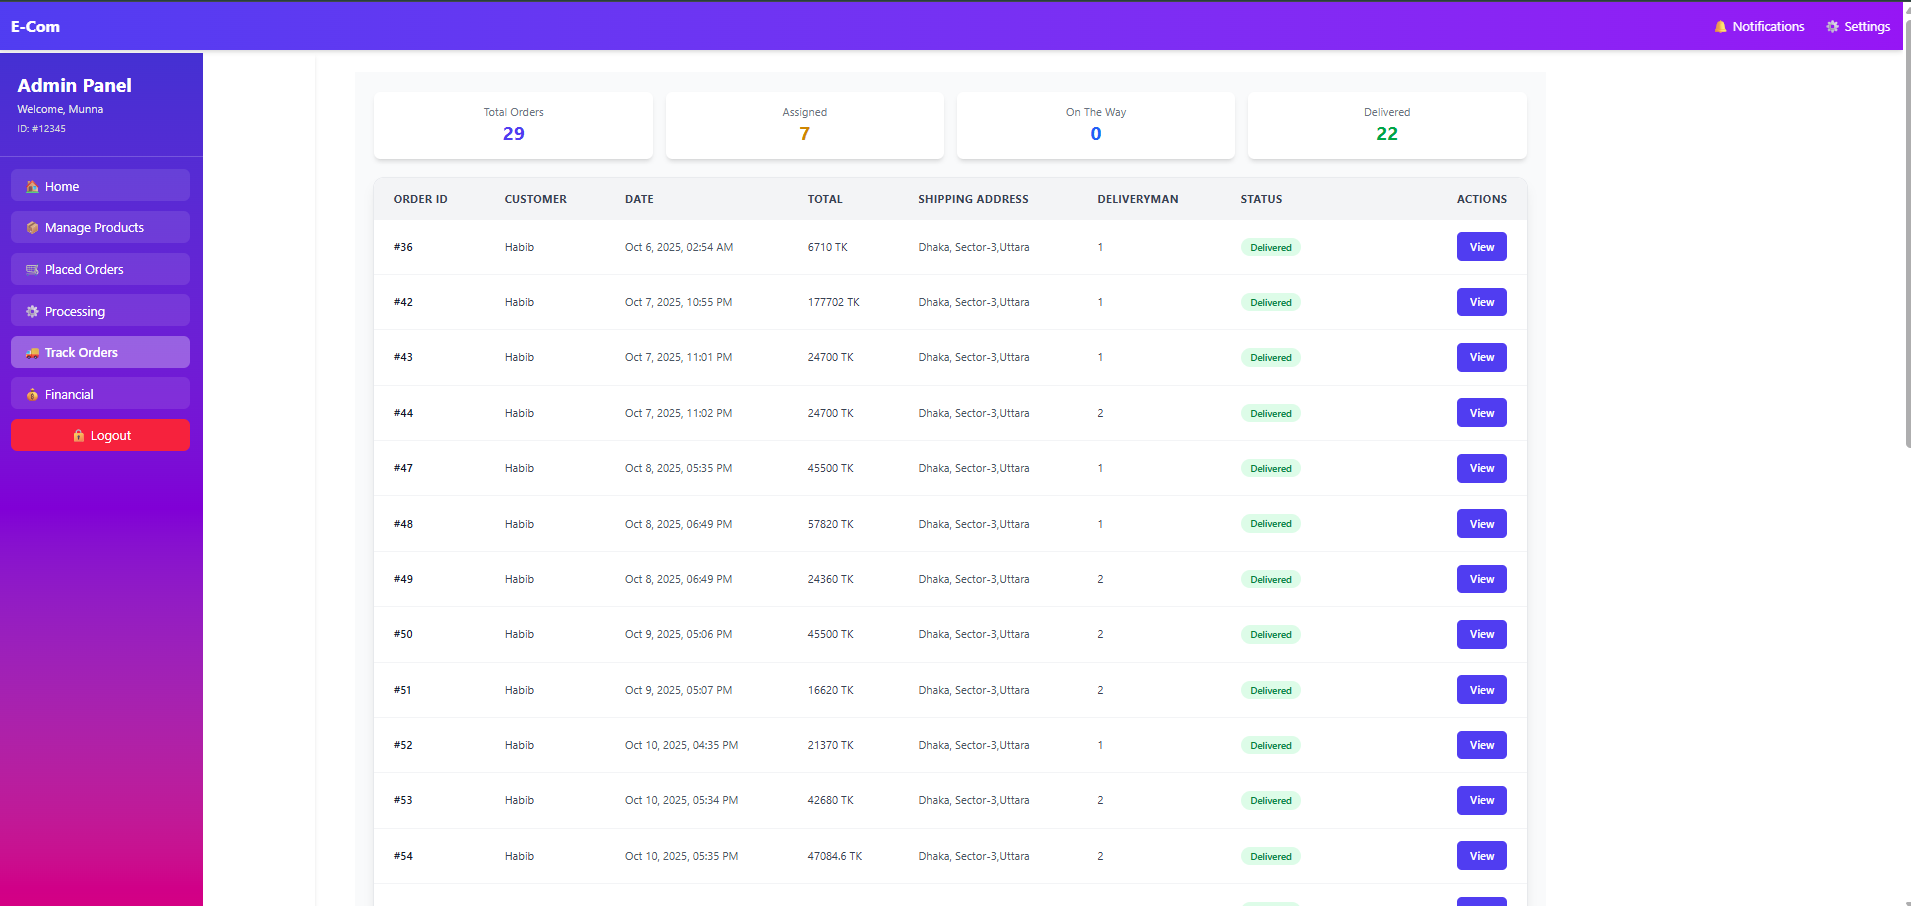 E-Com
Notifications Settings
Admin Panel
Welcome, Munna
ID: #12345
Home
Manage Products
Placed Orders
Processing
Track Orders
Financial
Logout
Total Orders
29
Assigned
7
On The Way
0
Delivered
22
ORDER ID CUSTOMER DATE TOTAL SHIPPING ADDRESS DELIVERYMAN STATUS ACTIONS
#36 Habib Oct 6, 2025, 02:54 AM 6710 TK Dhaka, Sector-3,Uttara 1 Delivered View
#42 Habib Oct 7, 2025, 10:55 PM 177702 TK Dhaka, Sector-3,Uttara 1 Delivered View
#43 Habib Oct 7, 2025, 11:01 PM 24700 TK Dhaka, Sector-3,Uttara 1 Delivered View
#44 Habib Oct 7, 2025, 11:02 PM 24700 TK Dhaka, Sector-3,Uttara 2 Delivered View
#47 Habib Oct 8, 2025, 05:35 PM 45500 TK Dhaka, Sector-3,Uttara 1 Delivered View
#48 Habib Oct 8, 2025, 06:49 PM 57820 TK Dhaka, Sector-3,Uttara 1 Delivered View
#49 Habib Oct 8, 2025, 06:49 PM 24360 TK Dhaka, Sector-3,Uttara 2 Delivered View
#50 Habib Oct 9, 2025, 05:06 PM 45500 TK Dhaka, Sector-3,Uttara 2 Delivered View
#51 Habib Oct 9, 2025, 05:07 PM 16620 TK Dhaka, Sector-3,Uttara 2 Delivered View
#52 Habib Oct 10, 2025, 04:35 PM 21370 TK Dhaka, Sector-3,Uttara 1 Delivered View
#53 Habib Oct 10, 2025, 05:34 PM 42680 TK Dhaka, Sector-3,Uttara 2 Delivered View
#54 Habib Oct 10, 2025, 05:35 PM 47084.6 TK Dhaka, Sector-3,Uttara 2 Delivered View